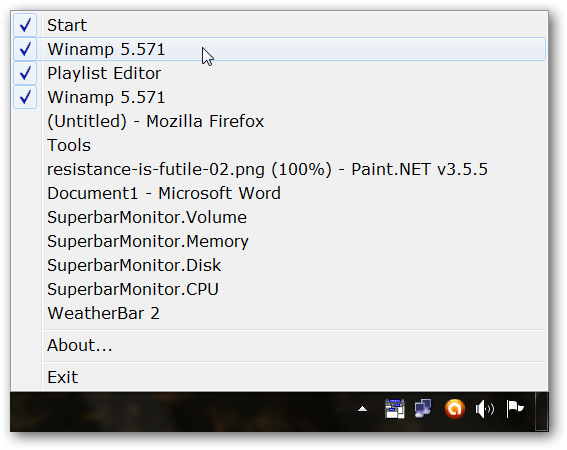 Start
Winamp 5.571
Playlist Editor
Winamp 5.571
(Untitled) - Mozilla Firefox
Tools
resistance-is-futile-02.png (100%) - Paint.NET v3.5.5
Document1 - Microsoft Word
SuperbarMonitor.Volume
SuperbarMonitor.Memory
SuperbarMonitor.Disk
SuperbarMonitor.CPU
WeatherBar 2
About...
Exit